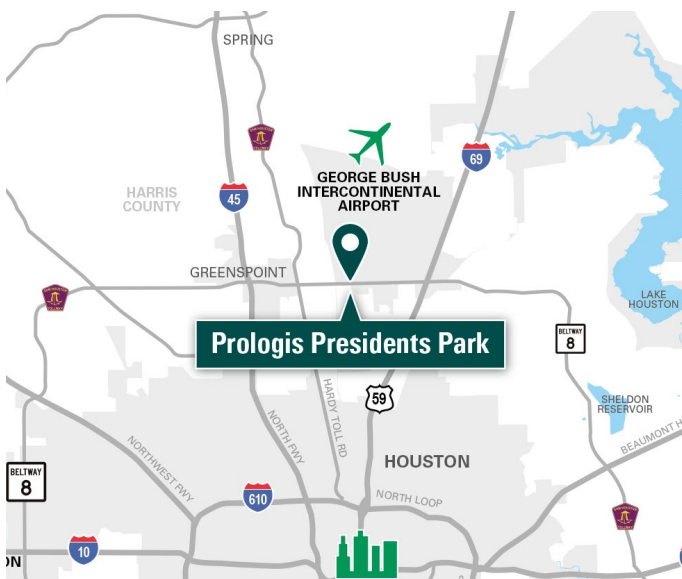 SPRING
69
GEORGE BUSH
INTERCONTINENTAL
AIRPORT
HARRIS
COUNTY
45
GREENSPOINT
LAKE
HOUSTON
Prologis Presidents Park
BELTWAY
8
59
SHELDON
RESERVOIR
HARDY TOLL RD
NORTH FWY
NORTHWEST FWY
BEAUMONT H
HOUSTON
BELTWAY
8
610
NORTH LOOP
10
ON